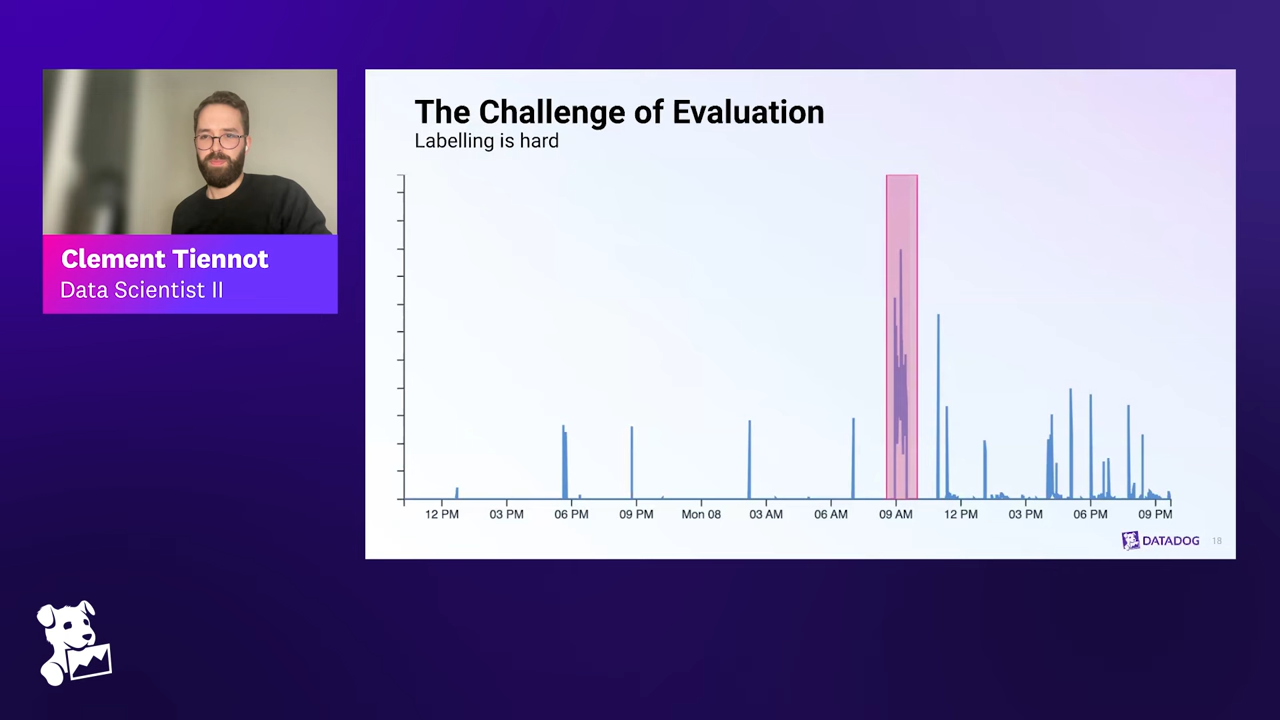 Clement Tiennot
Data Scientist II
The Challenge of Evaluation
Labelling is hard
12 PM 03 PM 06 PM 09 PM Mon 08 03 AM 06 AM 09 AM 12 PM 03 PM 06 PM 09 PM
DATADOG 18